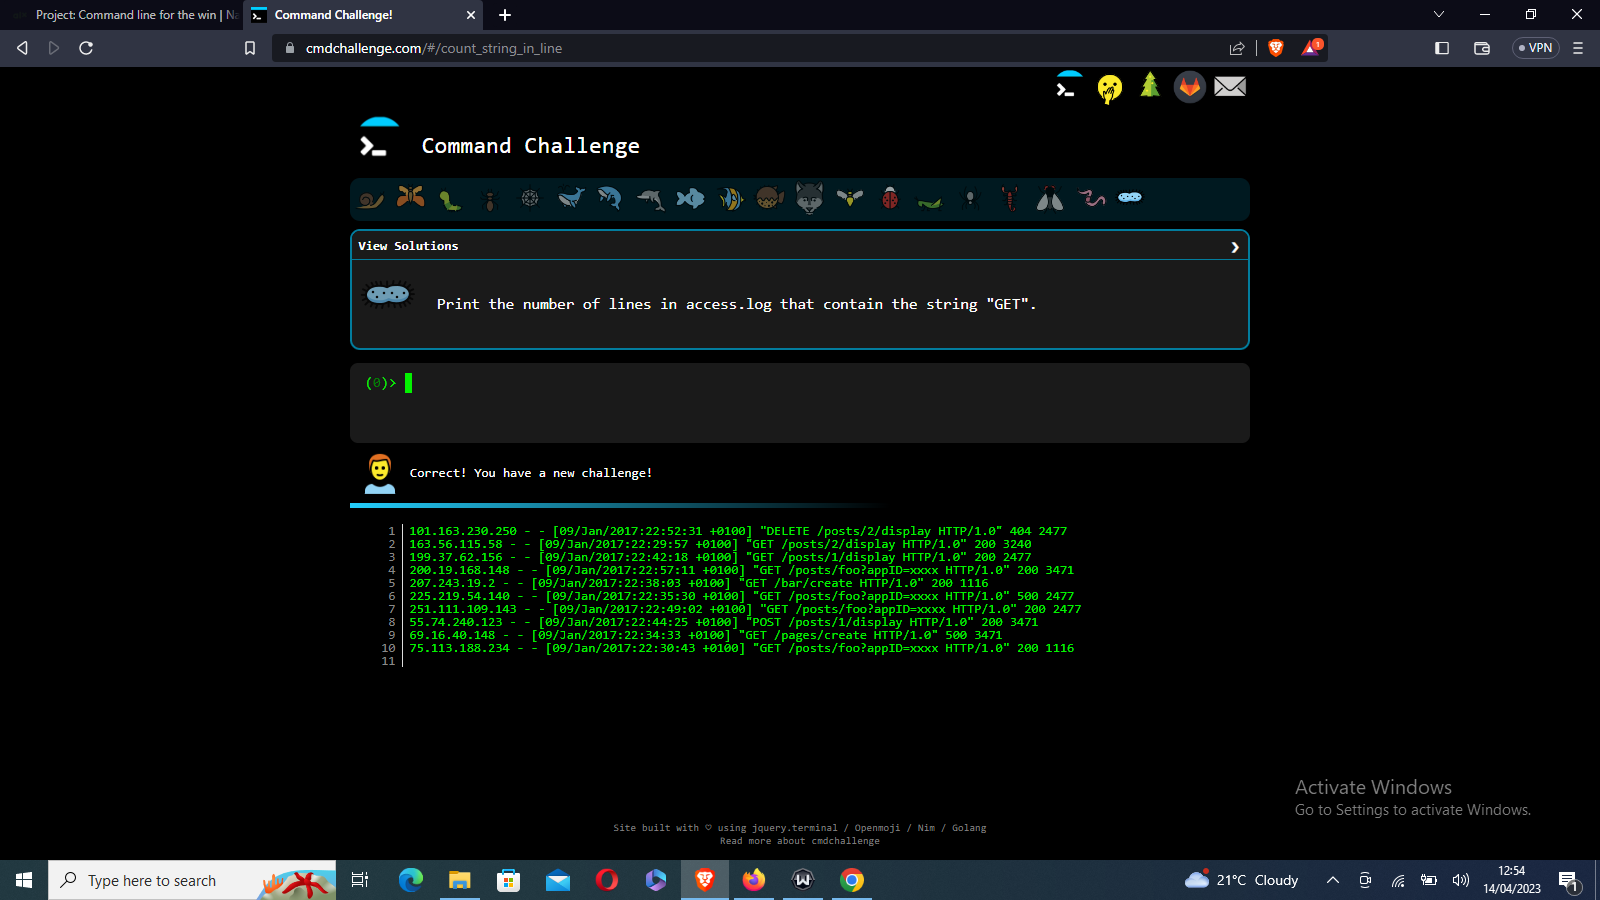 Project: Command line for the win | Na
Command Challenge!
cmdchallenge.com/#/count_string_in_line
1
VPN
Command Challenge
View Solutions
Print the number of lines in access.log that contain the string "GET".
(0)>
Correct! You have a new challenge!
1 101.163.230.250 - - [09/Jan/2017:22:52:31 +0100] "DELETE /posts/2/display HTTP/1.0" 404 2477
2 163.56.115.58 - - [09/Jan/2017:22:29:57 +0100] "GET /posts/2/display HTTP/1.0" 200 3240
3 199.37.62.156 - - [09/Jan/2017:22:42:18 +0100] "GET /posts/1/display HTTP/1.0" 200 2477
4 200.19.168.148 - - [09/Jan/2017:22:57:11 +0100] "GET /posts/foo?appID=xxxx HTTP/1.0" 200 3471
5 207.243.19.2 - - [09/Jan/2017:22:38:03 +0100] "GET /bar/create HTTP/1.0" 200 1116
6 225.219.54.140 - - [09/Jan/2017:22:35:30 +0100] "GET /posts/foo?appID=xxxx HTTP/1.0" 500 2477
7 251.111.109.143 - - [09/Jan/2017:22:49:02 +0100] "GET /posts/foo?appID=xxxx HTTP/1.0" 200 2477
8 55.74.240.123 - - [09/Jan/2017:22:44:25 +0100] "POST /posts/1/display HTTP/1.0" 200 3471
9 69.16.40.148 - - [09/Jan/2017:22:34:33 +0100] "GET /pages/create HTTP/1.0" 500 3471
10 75.113.188.234 - - [09/Jan/2017:22:30:43 +0100] "GET /posts/foo?appID=xxxx HTTP/1.0" 200 1116
11
Activate Windows
Go to Settings to activate Windows.
Site built with ♡ using jquery.terminal / Openmoji / Nim / Golang
Read more about cmdchallenge
Type here to search
21°C Cloudy
12:54
14/04/2023
1